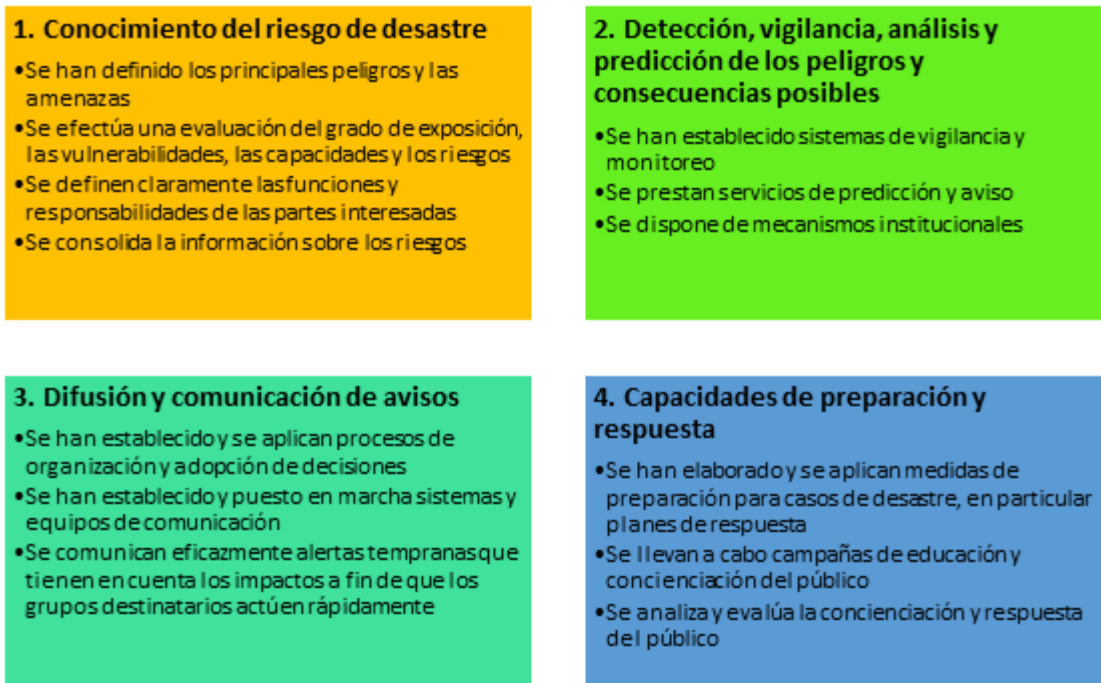 1. Conocimiento del riesgo de desastre
•Se han definido los principales peligros y las
amenazas
•Se efectúa una evaluación del grado de exposición,
las vulnerabilidades, las capacidades y los riesgos
•Se definen claramente las funciones y
responsabilidades de las partes interesadas
•Se consolida la información sobre los riesgos
2. Detección, vigilancia, análisis y
predicción de los peligros y
consecuencias posibles
•Se han establecido sistemas de vigilancia y
monitoreo
•Se prestan servicios de predicción y aviso
•Se dispone de mecanismos institucionales
3. Difusión y comunicación de avisos
•Se han establecido y se aplican procesos de
organización y adopción de decisiones
•Se han establecido y puesto en marcha sistemas y
equipos de comunicación
•Se comunican eficazmente alertas tempranas que
tienen en cuenta los impactos a fin de que los
grupos destinatarios actúen rápidamente
4. Capacidades de preparación y
respuesta
•Se han elaborado y se aplican medidas de
preparación para casos de desastre, en particular
planes de respuesta
•Se llevan a cabo campañas de educación y
concienciación del público
•Se analiza y evalúa la concienciación y respuesta
del público